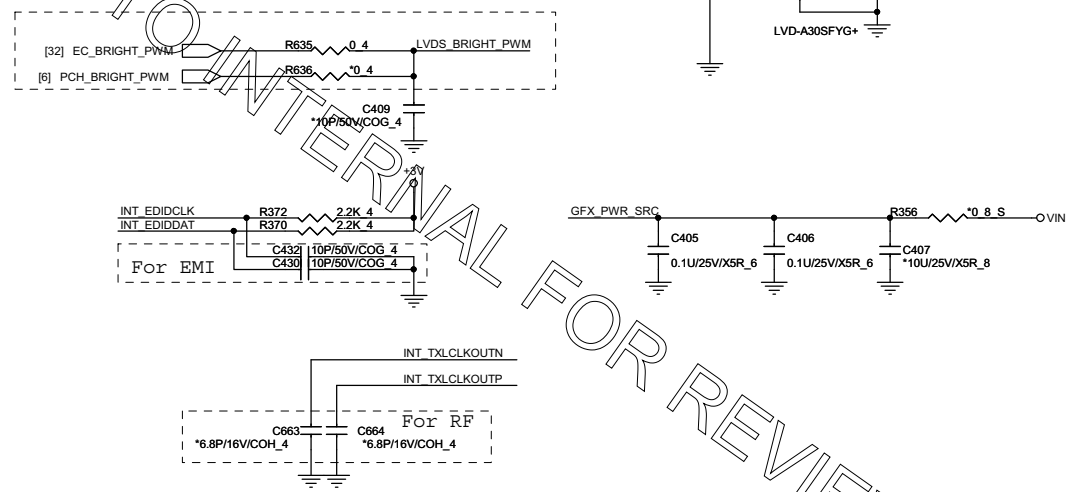 LVD-A30SFYG+
[32] EC_BRIGHT_PWM
R635 0_4
LVDS_BRIGHT_PWM
[6] PCH_BRIGHT_PWM
R636 *0_4
C409
*10P/50V/COG_4
+3V
INT_EDIDCLK
R372 2.2K_4
INT_EDIDDAT
R370 2.2K_4
C432 10P/50V/COG_4
C430 10P/50V/COG_4
For EMI
GFX_PWR_SRC
R356 *0_8_S
VIN
C405
0.1U/25V/X5R_6
C406
0.1U/25V/X5R_6
C407
*10U/25V/X5R_8
INT_TXLCLKOUTN
INT_TXLCLKOUTP
For RF
C663
*6.8P/16V/COH_4
C664
*6.8P/16V/COH_4
TO INTERNAL FOR REVIEW